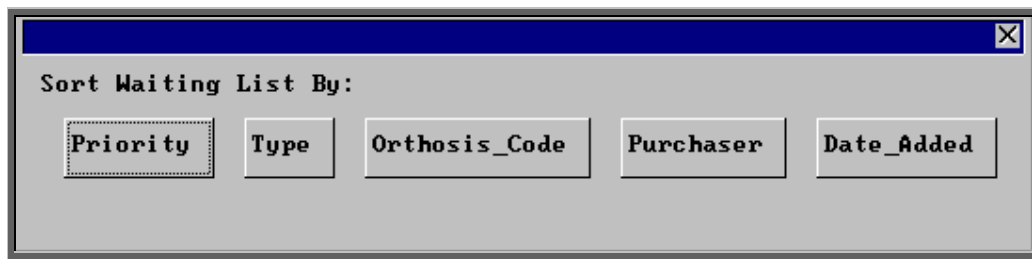 Sort Waiting List By:
Priority Type Orthosis_Code Purchaser Date_Added